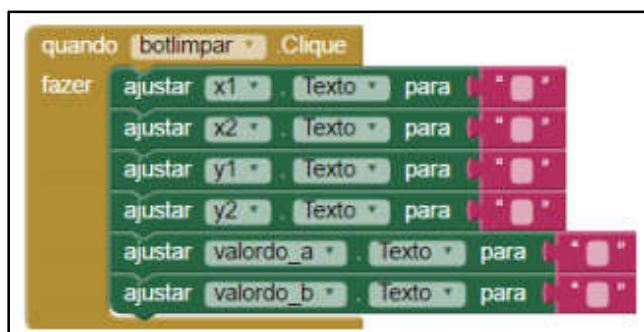 quando botlimpar .Clique
fazer ajustar x1 . Texto para " "
ajustar x2 . Texto para " "
ajustar y1 . Texto para " "
ajustar y2 . Texto para " "
ajustar valordo_a . Texto para " "
ajustar valordo_b . Texto para " "